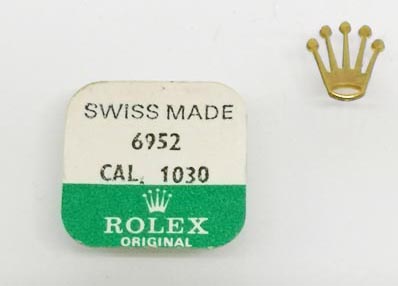 SWISS MADE
6952
CAL. 1030
ROLEX
ORIGINAL